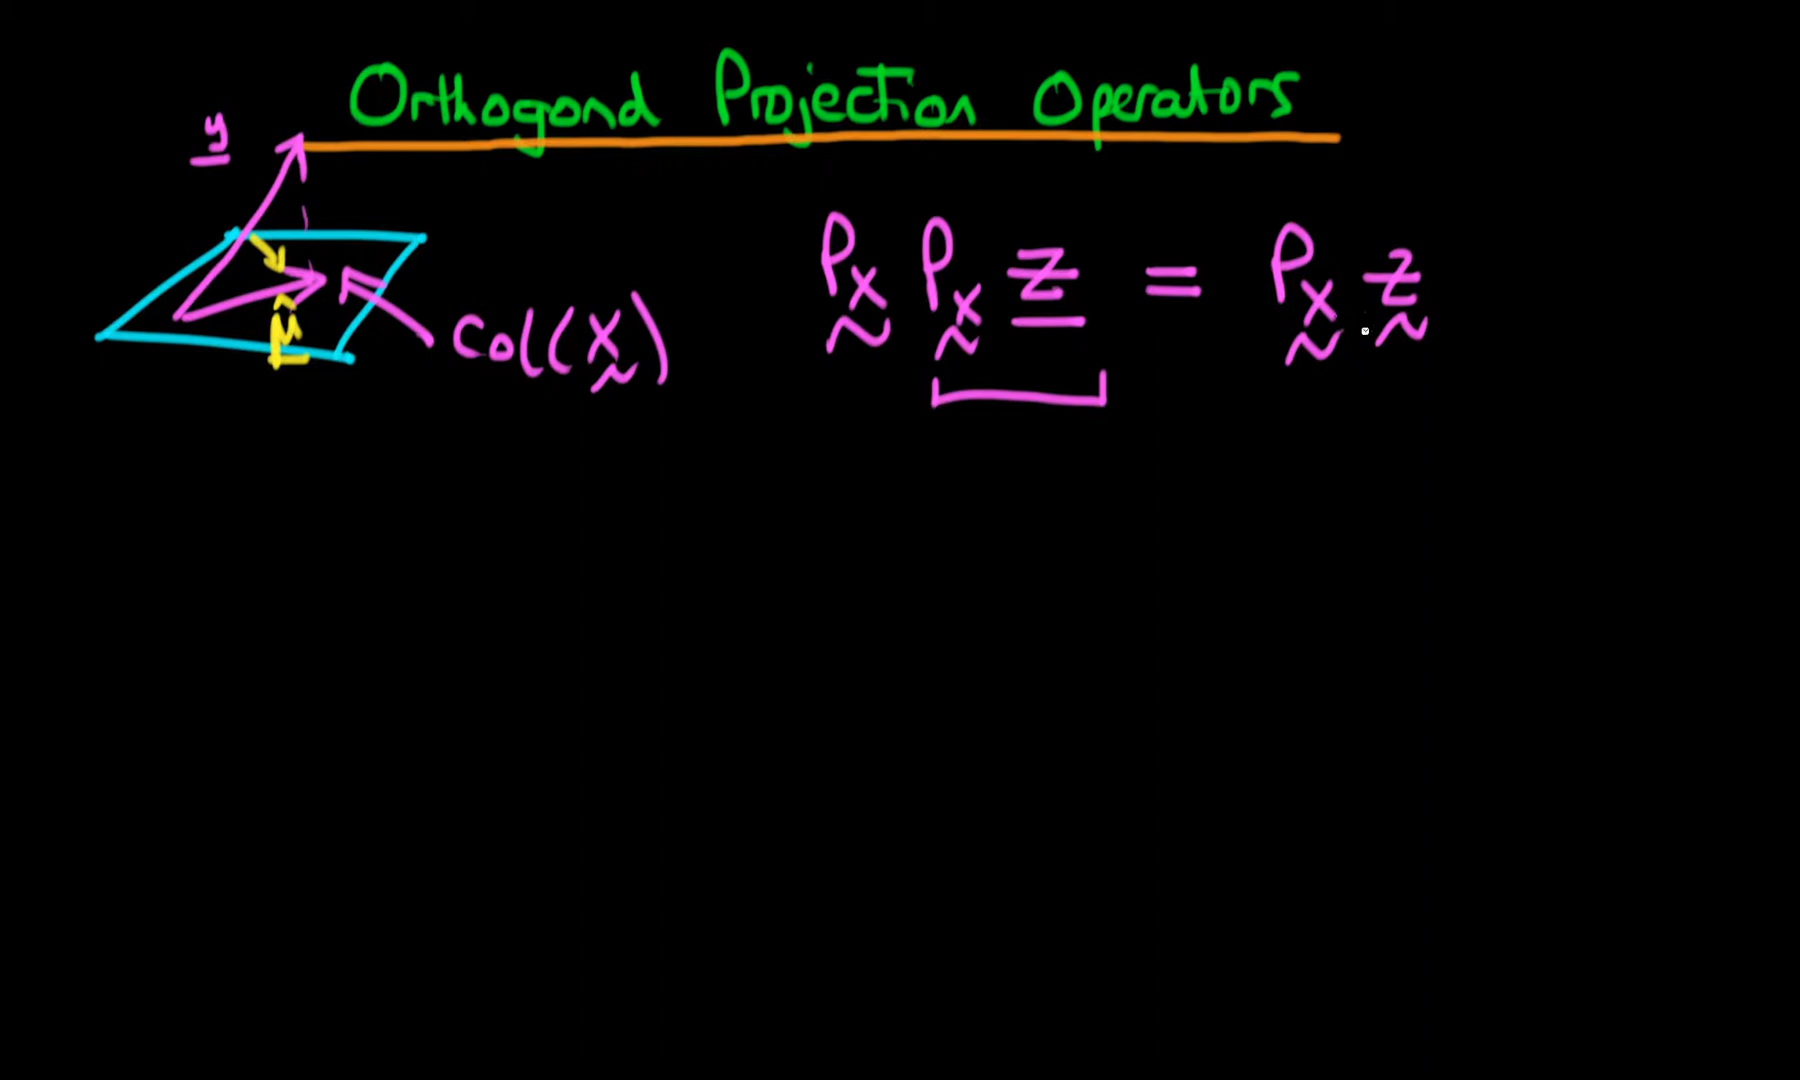 Orthogonal Projection Operators
y
P_X P_X z = P_X z
μ̂
Col(X)